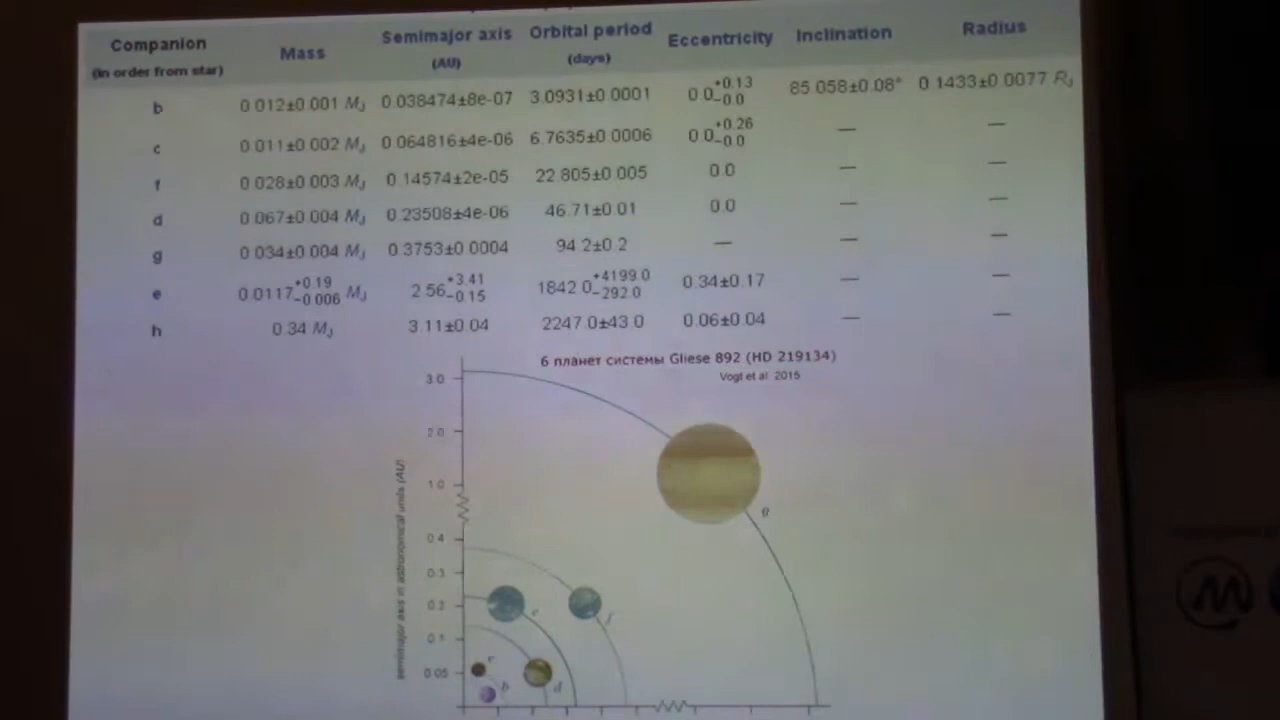 Companion (in order from star) Mass Semimajor axis (AU) Orbital period (days) Eccentricity Inclination Radius
b 0.012±0.001 MJ 0.038474±8e-07 3.0931±0.0001 0.0+0.13−0.0 85.058±0.08° 0.1433±0.0077 RJ
c 0.011±0.002 MJ 0.064816±4e-06 6.7635±0.0006 0.0+0.26−0.0 — —
f 0.028±0.003 MJ 0.14574±2e-05 22.805±0.005 0.0 — —
d 0.067±0.004 MJ 0.23508±4e-06 46.71±0.01 0.0 — —
g 0.034±0.004 MJ 0.3753±0.0004 94.2±0.2 — — —
e 0.0117+0.19−0.006 MJ 2.56+3.41−0.15 1842.0+4199.0−292.0 0.34±0.17 — —
h 0.34 MJ 3.11±0.04 2247.0±43.0 0.06±0.04 — —
6 планет системы Gliese 892 (HD 219134)
Vogt et al. 2015
3.0
2.0
1.0
g
0.4
0.3
0.2
e f
0.1
0.05
c
b d
semimajor axis in astronomical units (AU)